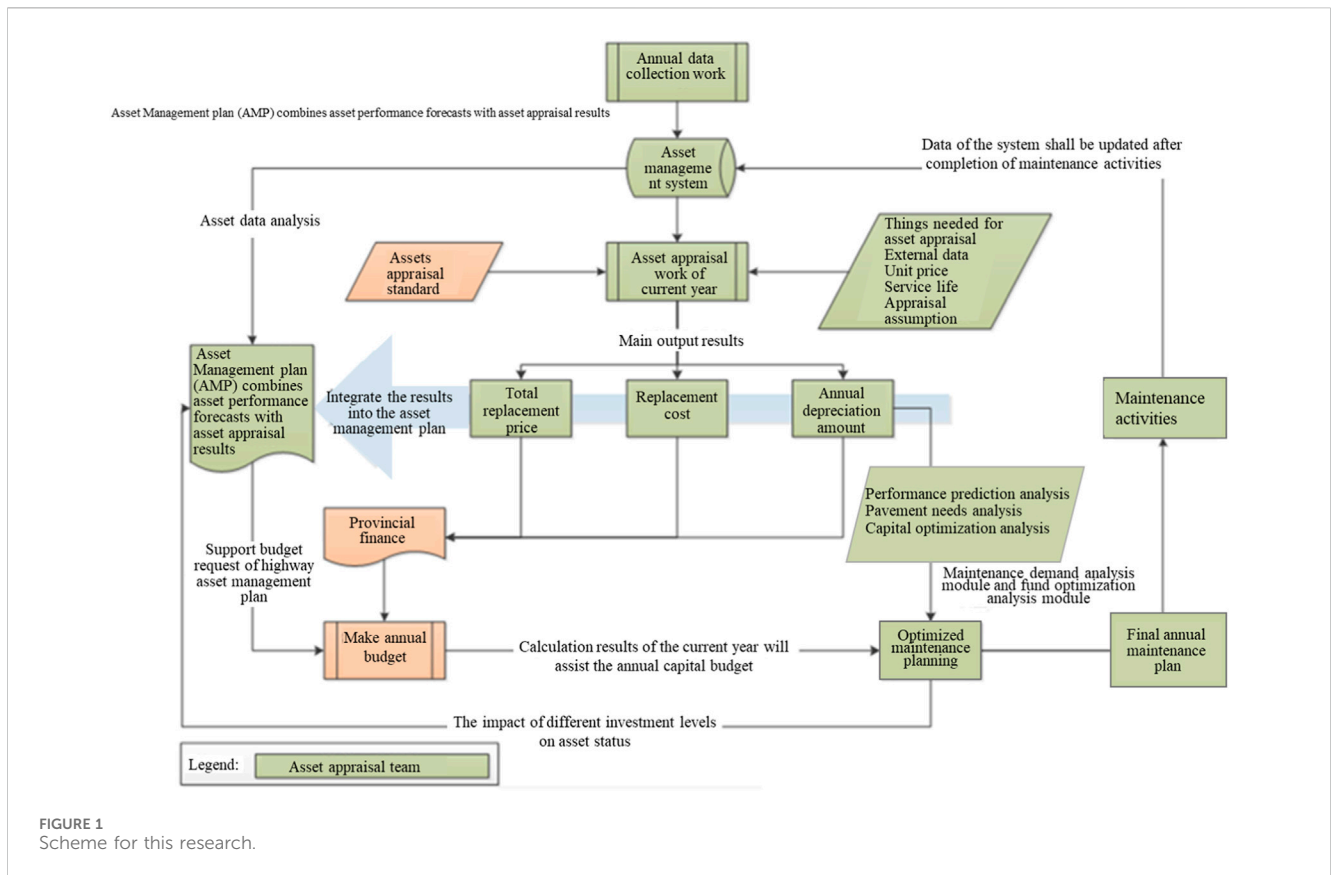 Annual data
collection work
Asset Management plan (AMP) combines asset performance forecasts with asset appraisal results
Asset
manageme
nt system
Data of the system shall be updated after
completion of maintenance activities
Asset data analysis
Assets
appraisal
standard
Asset appraisal
work of
current year
Things needed for
asset appraisal
External data
Unit price
Service life
Appraisal
assumption
Main output results
Asset
Management plan
(AMP) combines
asset performance
forecasts with
asset appraisal
results
Integrate the results
into the asset
management plan
Total
replacement
price
Replacement
cost
Annual
depreciation
amount
Maintenance
activities
Performance prediction analysis
Pavement needs analysis
Capital optimization analysis
Provincial
finance
Support budget
request of highway
asset management
plan
Maintenance demand analysis
module and fund optimization
analysis module
Make annual
budget
Calculation results of the current year will
assist the annual capital budget
Optimized
maintenance
planning
Final annual
maintenance
plan
The impact of different investment levels
on asset status
Legend:
Asset appraisal team
FIGURE 1
Scheme for this research.